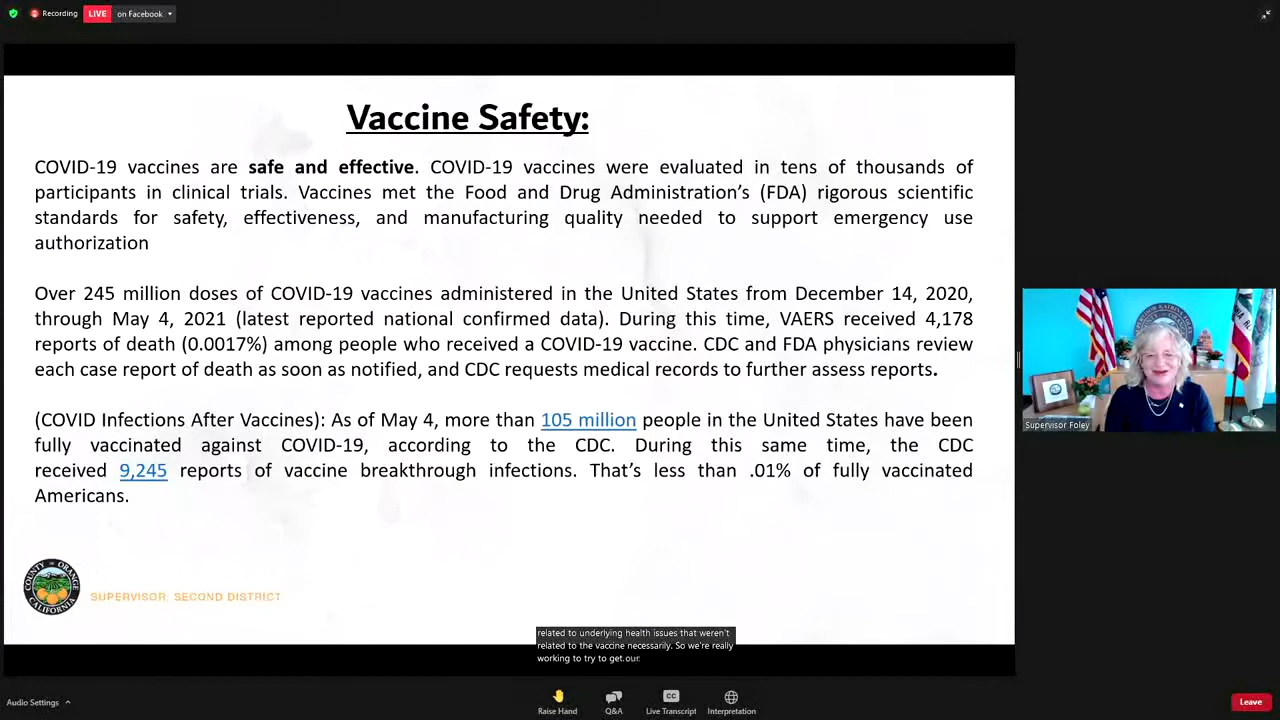 Recording
LIVE
on Facebook
Vaccine Safety:
COVID-19 vaccines are safe and effective. COVID-19 vaccines were evaluated in tens of thousands of
participants in clinical trials. Vaccines met the Food and Drug Administration’s (FDA) rigorous scientific
standards for safety, effectiveness, and manufacturing quality needed to support emergency use
authorization
Over 245 million doses of COVID-19 vaccines administered in the United States from December 14, 2020,
through May 4, 2021 (latest reported national confirmed data). During this time, VAERS received 4,178
reports of death (0.0017%) among people who received a COVID-19 vaccine. CDC and FDA physicians review
each case report of death as soon as notified, and CDC requests medical records to further assess reports.
(COVID Infections After Vaccines): As of May 4, more than 105 million people in the United States have been
fully vaccinated against COVID-19, according to the CDC. During this same time, the CDC
received 9,245 reports of vaccine breakthrough infections. That’s less than .01% of fully vaccinated
Americans.
COUNTY OF ORANGE
CALIFORNIA
SUPERVISOR, SECOND DISTRICT
Supervisor Foley
related to underlying health issues that weren't
related to the vaccine necessarily. So we're really
working to try to get.our:
Audio Settings
Raise Hand
Q&A
CC
Live Transcript
Interpretation
Leave